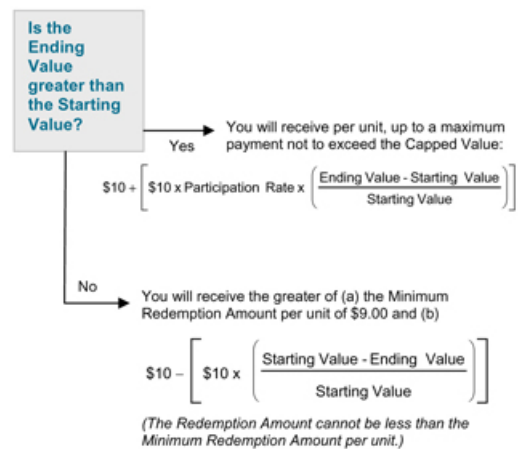 Is the
Ending
Value
greater than
the Starting
Value?
Yes
You will receive per unit, up to a maximum
payment not to exceed the Capped Value:
$10 + [ $10 x Participation Rate x ( Ending Value - Starting Value
Starting Value ) ]
No
You will receive the greater of (a) the Minimum
Redemption Amount per unit of $9.00 and (b)
$10 – [ $10 x ( Starting Value - Ending Value
Starting Value ) ]
(The Redemption Amount cannot be less than the
Minimum Redemption Amount per unit.)